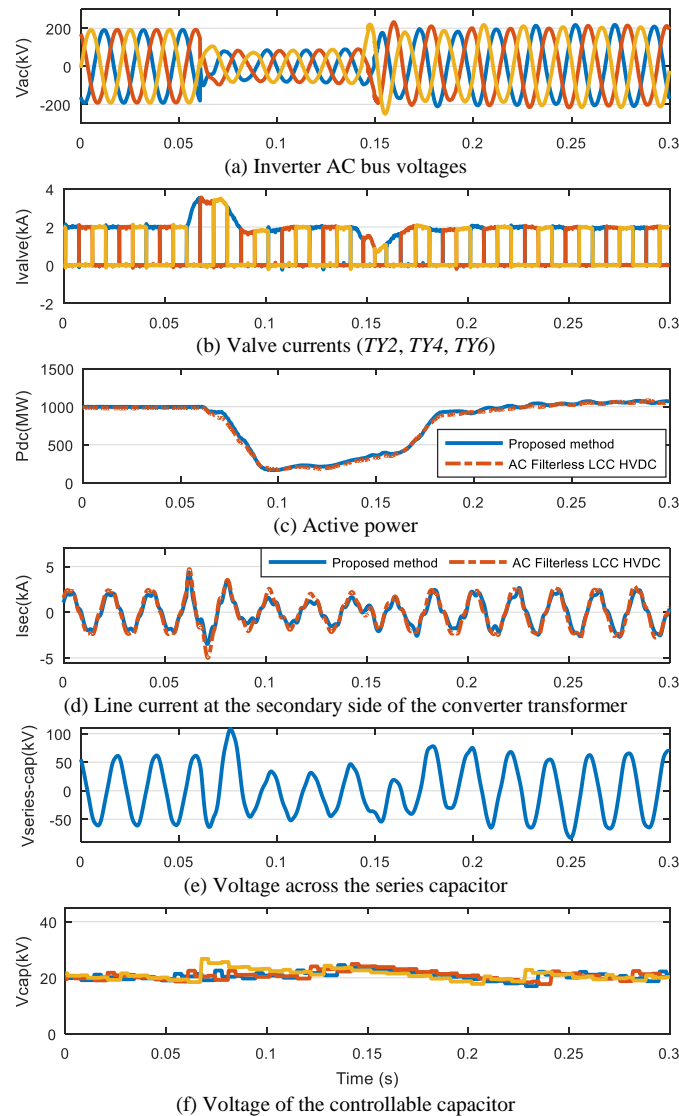 200
0
-200
Vac(kV)
0 0.05 0.1 0.15 0.2 0.25 0.3
(a) Inverter AC bus voltages
4
2
0
-2
Ivalve(kA)
0 0.05 0.1 0.15 0.2 0.25 0.3
(b) Valve currents (TY2, TY4, TY6)
1500
1000
500
0
Pdc(MW)
Proposed method
AC Filterless LCC HVDC
0 0.05 0.1 0.15 0.2 0.25 0.3
(c) Active power
5
0
-5
Isec(kA)
Proposed method AC Filterless LCC HVDC
0 0.05 0.1 0.15 0.2 0.25 0.3
(d) Line current at the secondary side of the converter transformer
100
50
0
-50
Vseries-cap(kV)
0 0.05 0.1 0.15 0.2 0.25 0.3
(e) Voltage across the series capacitor
40
20
0
Vcap(kV)
0 0.05 0.1 0.15 0.2 0.25 0.3
Time (s)
(f) Voltage of the controllable capacitor